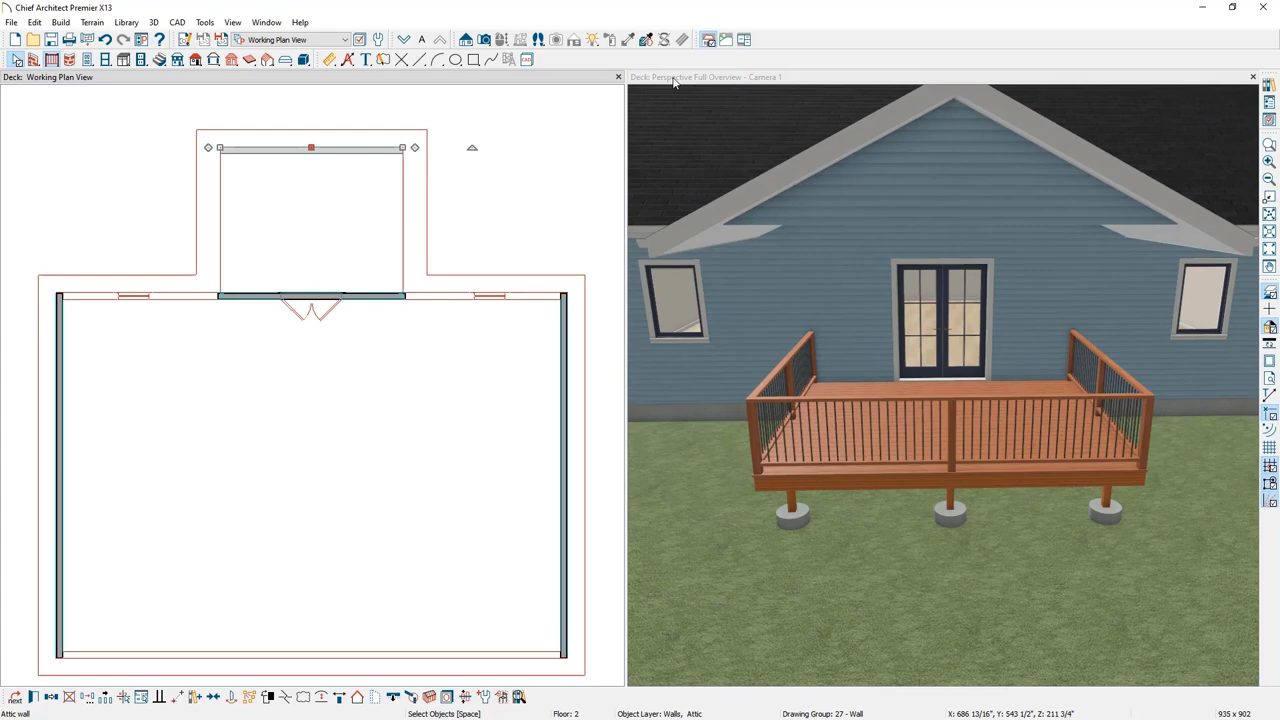 Chief Architect Premier X13
File Edit Build Terrain Library 3D CAD Tools View Window Help
Working Plan View
Deck: Working Plan View
Deck: Perspective Full Overview - Camera 1
next
Attic wall
Select Objects [Space]
Floor: 2
Object Layer: Walls, Attic
Drawing Group: 27 - Wall
X: 686 13/16", Y: 543 1/2", Z: 211 3/4"
935 x 902